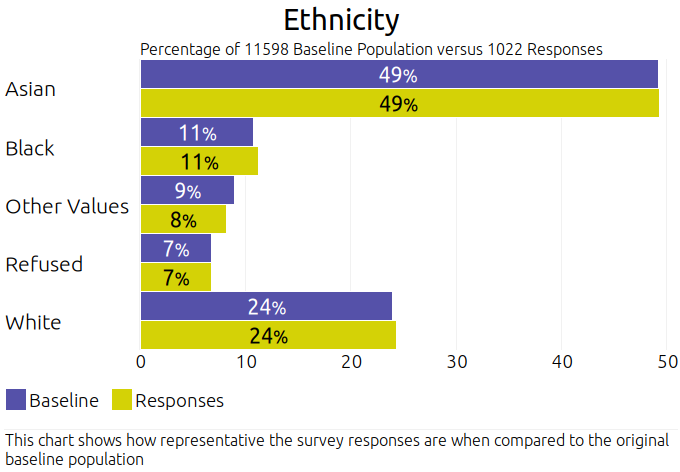 Ethnicity
Percentage of 11598 Baseline Population versus 1022 Responses
Asian
49%
49%
Black
11%
11%
Other Values
9%
8%
Refused
7%
7%
White
24%
24%
0 10 20 30 40 50
Baseline Responses
This chart shows how representative the survey responses are when compared to the original
baseline population